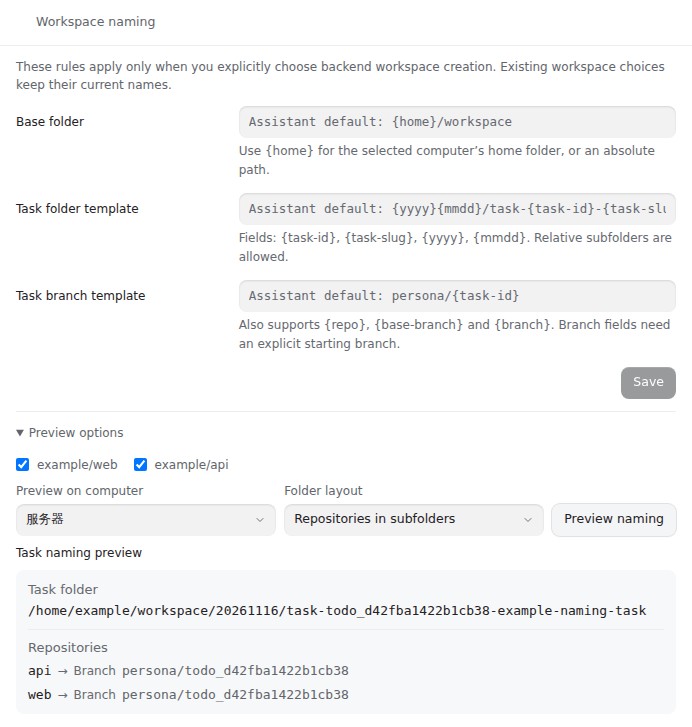 Workspace naming
These rules apply only when you explicitly choose backend workspace creation. Existing workspace choices
keep their current names.
Base folder
Assistant default: {home}/workspace
Use {home} for the selected computer’s home folder, or an absolute
path.
Task folder template
Assistant default: {yyyy}{mmdd}/task-{task-id}-{task-slu
Fields: {task-id}, {task-slug}, {yyyy}, {mmdd}. Relative subfolders are
allowed.
Task branch template
Assistant default: persona/{task-id}
Also supports {repo}, {base-branch} and {branch}. Branch fields need
an explicit starting branch.
Save
▼ Preview options
example/web example/api
Preview on computer Folder layout
服务器 Repositories in subfolders Preview naming
Task naming preview
Task folder
/home/example/workspace/20261116/task-todo_d42fba1422b1cb38-example-naming-task
Repositories
api → Branch persona/todo_d42fba1422b1cb38
web → Branch persona/todo_d42fba1422b1cb38